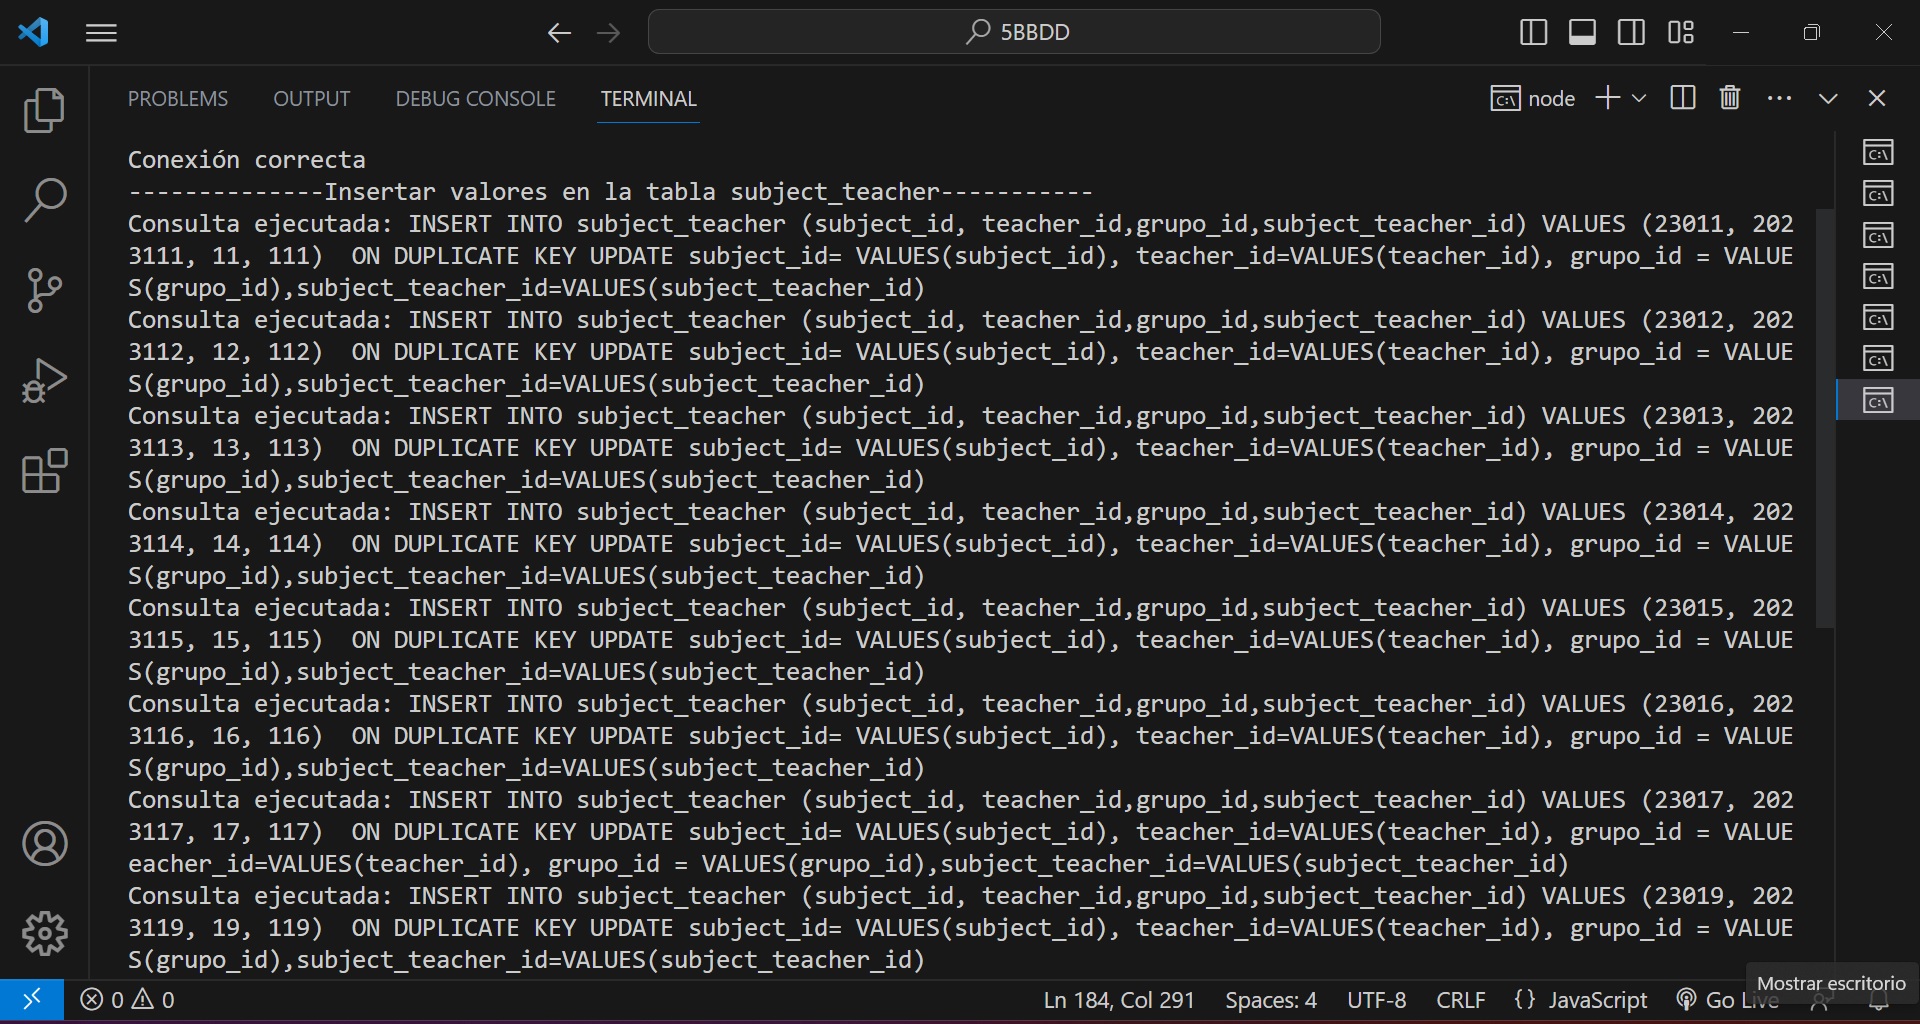 5BBDD
PROBLEMS OUTPUT DEBUG CONSOLE TERMINAL
node
Conexión correcta
--------------Insertar valores en la tabla subject_teacher-----------
Consulta ejecutada: INSERT INTO subject_teacher (subject_id, teacher_id,grupo_id,subject_teacher_id) VALUES (23011, 202
3111, 11, 111)  ON DUPLICATE KEY UPDATE subject_id= VALUES(subject_id), teacher_id=VALUES(teacher_id), grupo_id = VALUE
S(grupo_id),subject_teacher_id=VALUES(subject_teacher_id)
Consulta ejecutada: INSERT INTO subject_teacher (subject_id, teacher_id,grupo_id,subject_teacher_id) VALUES (23012, 202
3112, 12, 112)  ON DUPLICATE KEY UPDATE subject_id= VALUES(subject_id), teacher_id=VALUES(teacher_id), grupo_id = VALUE
S(grupo_id),subject_teacher_id=VALUES(subject_teacher_id)
Consulta ejecutada: INSERT INTO subject_teacher (subject_id, teacher_id,grupo_id,subject_teacher_id) VALUES (23013, 202
3113, 13, 113)  ON DUPLICATE KEY UPDATE subject_id= VALUES(subject_id), teacher_id=VALUES(teacher_id), grupo_id = VALUE
S(grupo_id),subject_teacher_id=VALUES(subject_teacher_id)
Consulta ejecutada: INSERT INTO subject_teacher (subject_id, teacher_id,grupo_id,subject_teacher_id) VALUES (23014, 202
3114, 14, 114)  ON DUPLICATE KEY UPDATE subject_id= VALUES(subject_id), teacher_id=VALUES(teacher_id), grupo_id = VALUE
S(grupo_id),subject_teacher_id=VALUES(subject_teacher_id)
Consulta ejecutada: INSERT INTO subject_teacher (subject_id, teacher_id,grupo_id,subject_teacher_id) VALUES (23015, 202
3115, 15, 115)  ON DUPLICATE KEY UPDATE subject_id= VALUES(subject_id), teacher_id=VALUES(teacher_id), grupo_id = VALUE
S(grupo_id),subject_teacher_id=VALUES(subject_teacher_id)
Consulta ejecutada: INSERT INTO subject_teacher (subject_id, teacher_id,grupo_id,subject_teacher_id) VALUES (23016, 202
3116, 16, 116)  ON DUPLICATE KEY UPDATE subject_id= VALUES(subject_id), teacher_id=VALUES(teacher_id), grupo_id = VALUE
S(grupo_id),subject_teacher_id=VALUES(subject_teacher_id)
Consulta ejecutada: INSERT INTO subject_teacher (subject_id, teacher_id,grupo_id,subject_teacher_id) VALUES (23017, 202
3117, 17, 117)  ON DUPLICATE KEY UPDATE subject_id= VALUES(subject_id), teacher_id=VALUES(teacher_id), grupo_id = VALUE
eacher_id=VALUES(teacher_id), grupo_id = VALUES(grupo_id),subject_teacher_id=VALUES(subject_teacher_id)
Consulta ejecutada: INSERT INTO subject_teacher (subject_id, teacher_id,grupo_id,subject_teacher_id) VALUES (23019, 202
3119, 19, 119)  ON DUPLICATE KEY UPDATE subject_id= VALUES(subject_id), teacher_id=VALUES(teacher_id), grupo_id = VALUE
S(grupo_id),subject_teacher_id=VALUES(subject_teacher_id)
Mostrar escritorio
0 0 Ln 184, Col 291 Spaces: 4 UTF-8 CRLF {} JavaScript Go Live